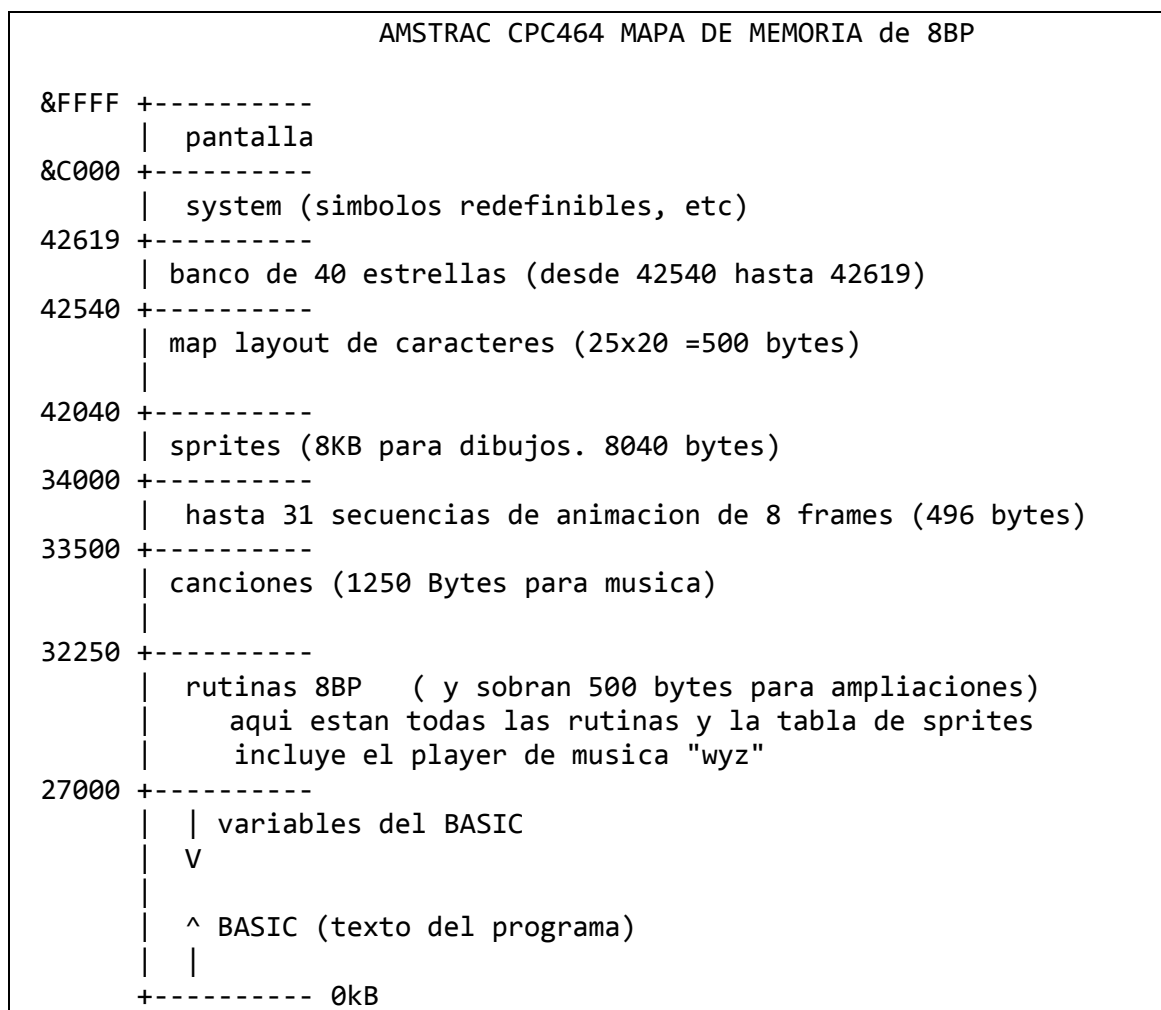 AMSTRAC CPC464 MAPA DE MEMORIA de 8BP
&FFFF +----------
| pantalla
&C000 +----------
| system (simbolos redefinibles, etc)
42619 +----------
| banco de 40 estrellas (desde 42540 hasta 42619)
42540 +----------
| map layout de caracteres (25x20 =500 bytes)
|
42040 +----------
| sprites (8KB para dibujos. 8040 bytes)
34000 +----------
| hasta 31 secuencias de animacion de 8 frames (496 bytes)
33500 +----------
| canciones (1250 Bytes para musica)
|
32250 +----------
| rutinas 8BP ( y sobran 500 bytes para ampliaciones)
| aqui estan todas las rutinas y la tabla de sprites
| incluye el player de musica "wyz"
27000 +----------
| | variables del BASIC
| V
|
| ^ BASIC (texto del programa)
| |
+---------- 0kB